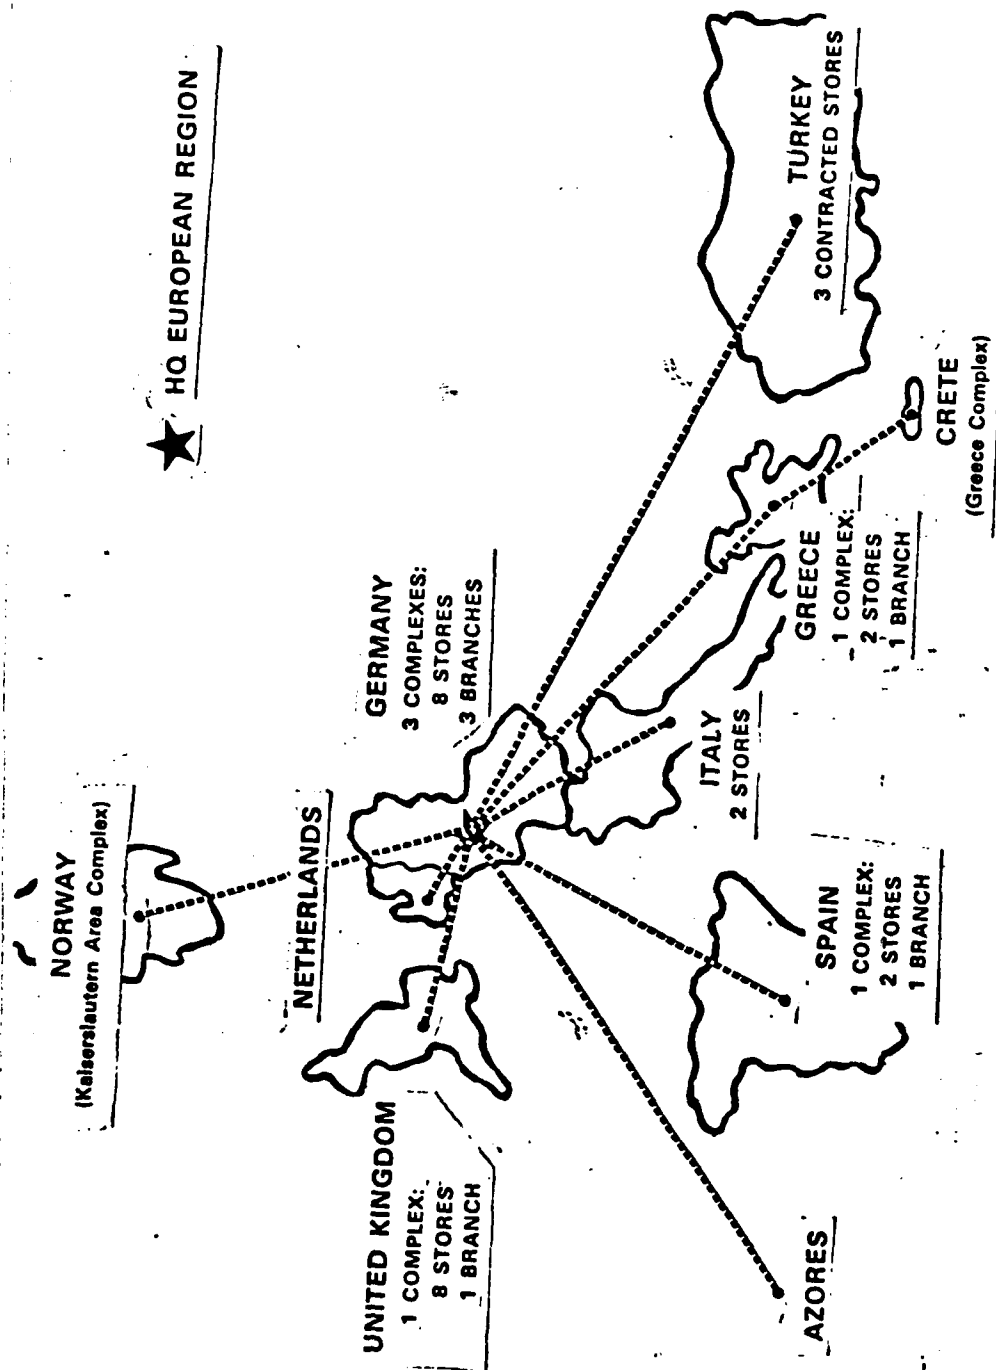 NORWAY
(Kaiserslautern Area Complex)
★ HQ EUROPEAN REGION
NETHERLANDS
UNITED KINGDOM
1 COMPLEX:
8 STORES
1 BRANCH
GERMANY
3 COMPLEXES:
8 STORES
3 BRANCHES
AZORES
SPAIN
1 COMPLEX:
2 STORES
1 BRANCH
ITALY
2 STORES
GREECE
1 COMPLEX:
2 STORES
1 BRANCH
CRETE
(Greece Complex)
TURKEY
3 CONTRACTED STORES